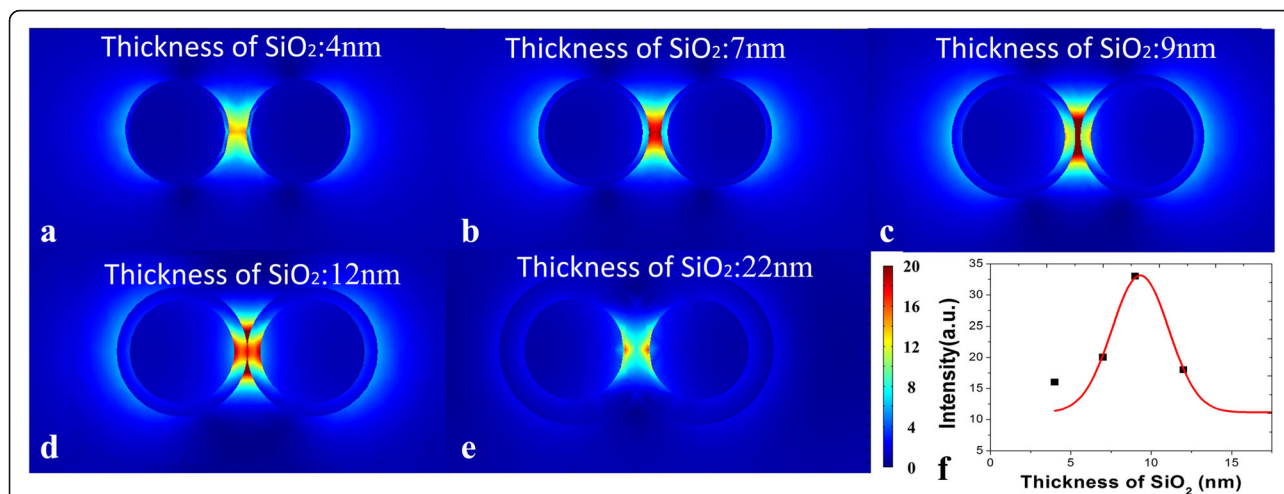 Thickness of SiO₂:4nm
a
Thickness of SiO₂:7nm
b
Thickness of SiO₂:9nm
c
Thickness of SiO₂:12nm
d
Thickness of SiO₂:22nm
e
20
16
12
8
4
0
f
Intensity(a.u.)
35
30
25
20
15
10
5
0
5
10
15
Thickness of SiO₂ (nm)